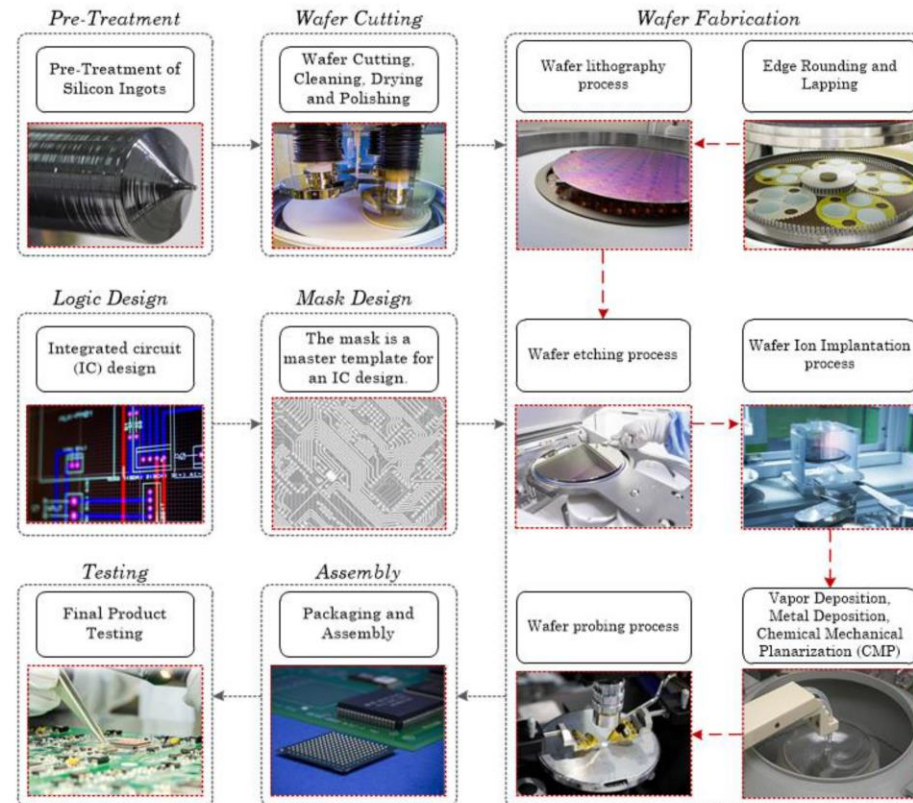 Pre-Treatment
Wafer Cutting
Wafer Fabrication
Pre-Treatment of
Silicon Ingots
Wafer Cutting,
Cleaning, Drying
and Polishing
Wafer lithography
process
Edge Rounding and
Lapping
Logic Design
Mask Design
Integrated circuit
(IC) design
The mask is a
master template for
an IC design.
Wafer etching process
Wafer Ion Implantation
process
Testing
Assembly
Final Product
Testing
Packaging and
Assembly
Wafer probing process
Vapor Deposition,
Metal Deposition,
Chemical Mechanical
Planarization (CMP)